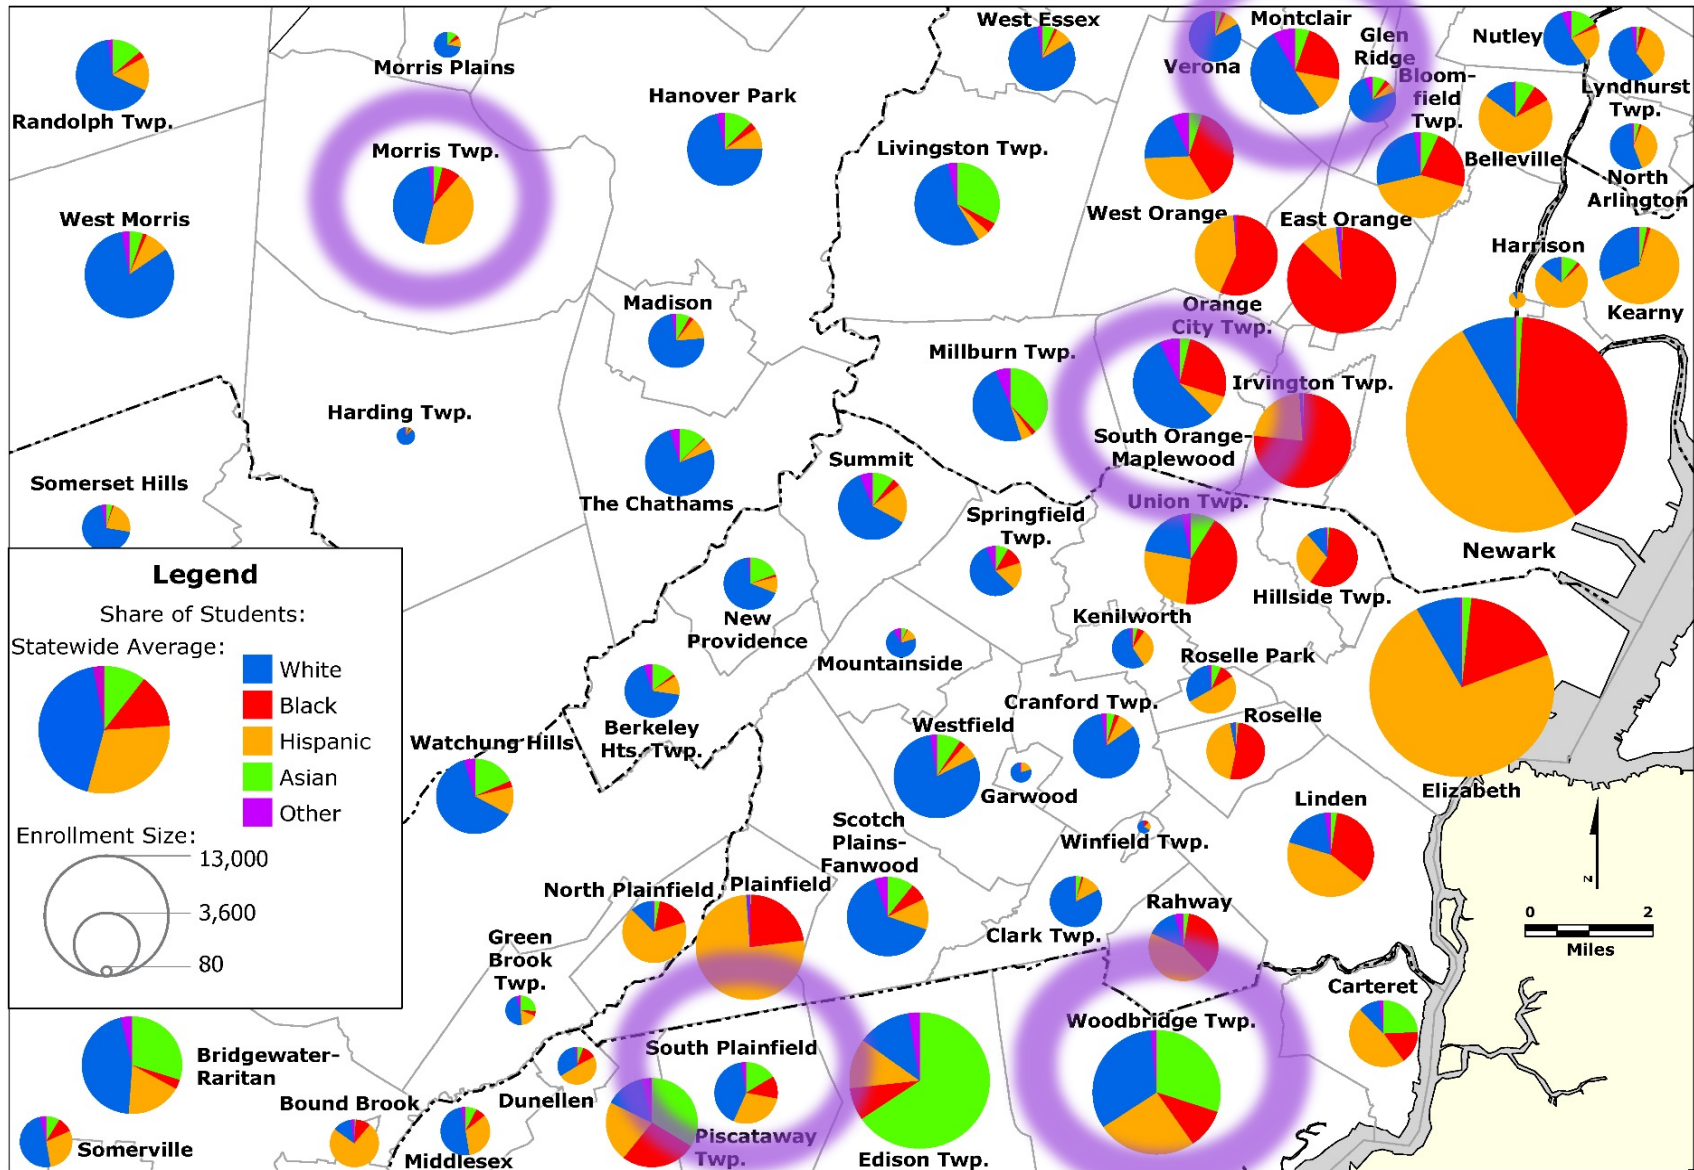 West Essex
Montclair
Glen
Ridge
Nutley
Verona
Bloom-
field
Twp.
Lyndhurst
Twp.
Morris Plains
Randolph Twp.
Hanover Park
Morris Twp.
Livingston Twp.
Belleville
North
Arlington
West Morris
West Orange
East Orange
Harrison
Orange
City Twp.
Kearny
Madison
Millburn Twp.
Irvington Twp.
Harding Twp.
South Orange-
Maplewood
Somerset Hills
The Chathams
Summit
Springfield
Twp.
Union Twp.
Newark
Hillside Twp.
New
Providence
Kenilworth
Mountainside
Roselle Park
Berkeley
Hts. Twp.
Westfield
Cranford Twp.
Roselle
Watchung Hills
Garwood
Elizabeth
Linden
Scotch
Plains-
Fanwood
Winfield Twp.
North Plainfield
Plainfield
Clark Twp.
Rahway
Green
Brook
Twp.
Carteret
Woodbridge Twp.
South Plainfield
Bridgewater-
Raritan
Dunellen
Bound Brook
Piscataway
Twp.
Edison Twp.
Somerville
Middlesex
Legend
Share of Students:
Statewide Average:
White
Black
Hispanic
Asian
Other
Enrollment Size:
13,000
3,600
80
N
0 2
Miles